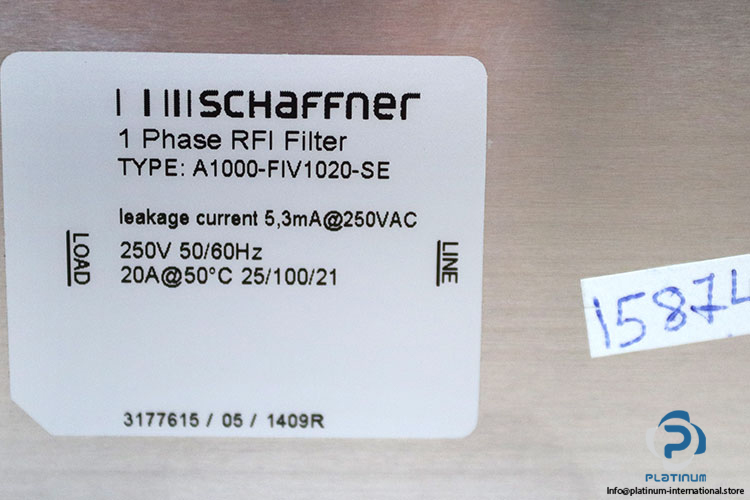 SCHaFFner
1 Phase RFI Filter
TYPE: A1000-FIV1020-SE
leakage current 5,3mA@250VAC
LOAD
250V 50/60Hz
20A@50°C 25/100/21
LINE
3177615 / 05 / 1409R
15874
PLATINUM
Info@platinum-international.store